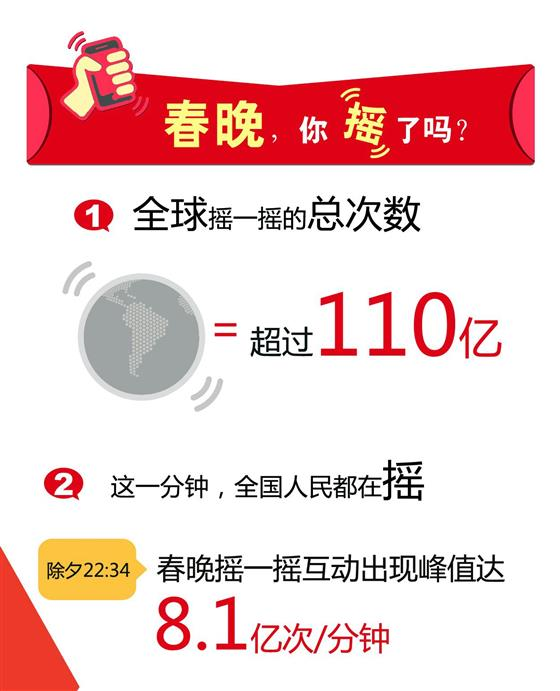 春晚，你摇了吗？
1 全球摇一摇的总次数
= 超过110亿
2 这一分钟，全国人民都在摇
除夕22:34
春晚摇一摇互动出现峰值达
8.1亿次/分钟